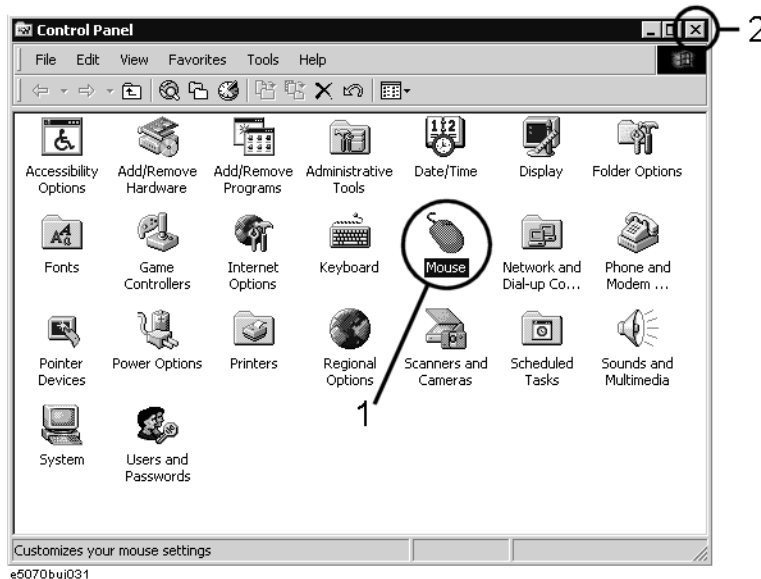 Control Panel
2
File Edit View Favorites Tools Help
Accessibility Options
Add/Remove Hardware
Add/Remove Programs
Administrative Tools
Date/Time
Display
Folder Options
Fonts
Game Controllers
Internet Options
Keyboard
Mouse
Network and Dial-up Co...
Phone and Modem ...
Pointer Devices
Power Options
Printers
Regional Options
Scanners and Cameras
Scheduled Tasks
Sounds and Multimedia
1
System
Users and Passwords
Customizes your mouse settings
e5070bui031